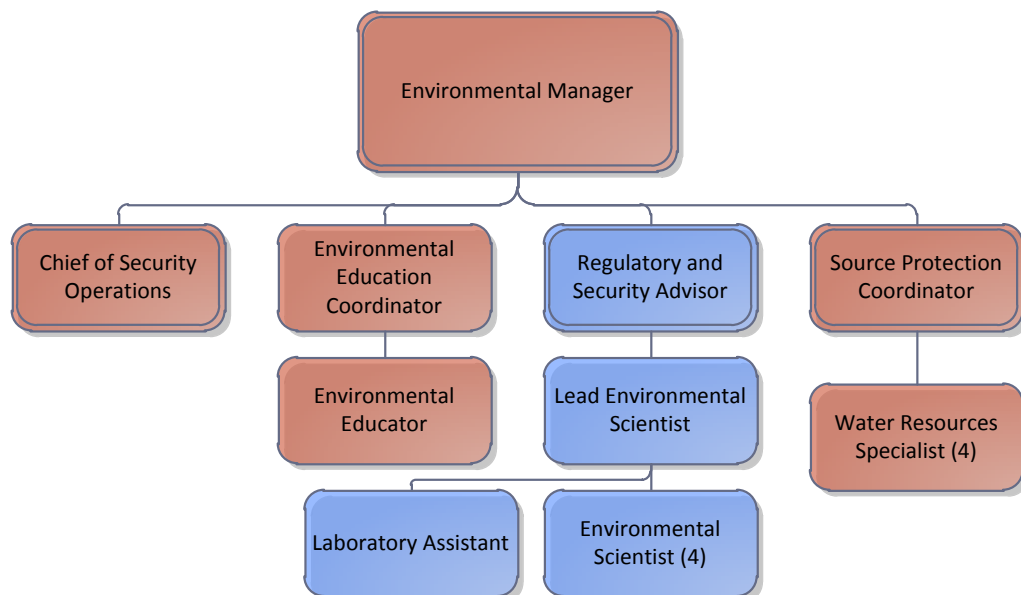 Environmental Manager
Chief of Security
Operations
Environmental
Education
Coordinator
Regulatory and
Security Advisor
Source Protection
Coordinator
Environmental
Educator
Lead Environmental
Scientist
Water Resources
Specialist (4)
Laboratory Assistant
Environmental
Scientist (4)